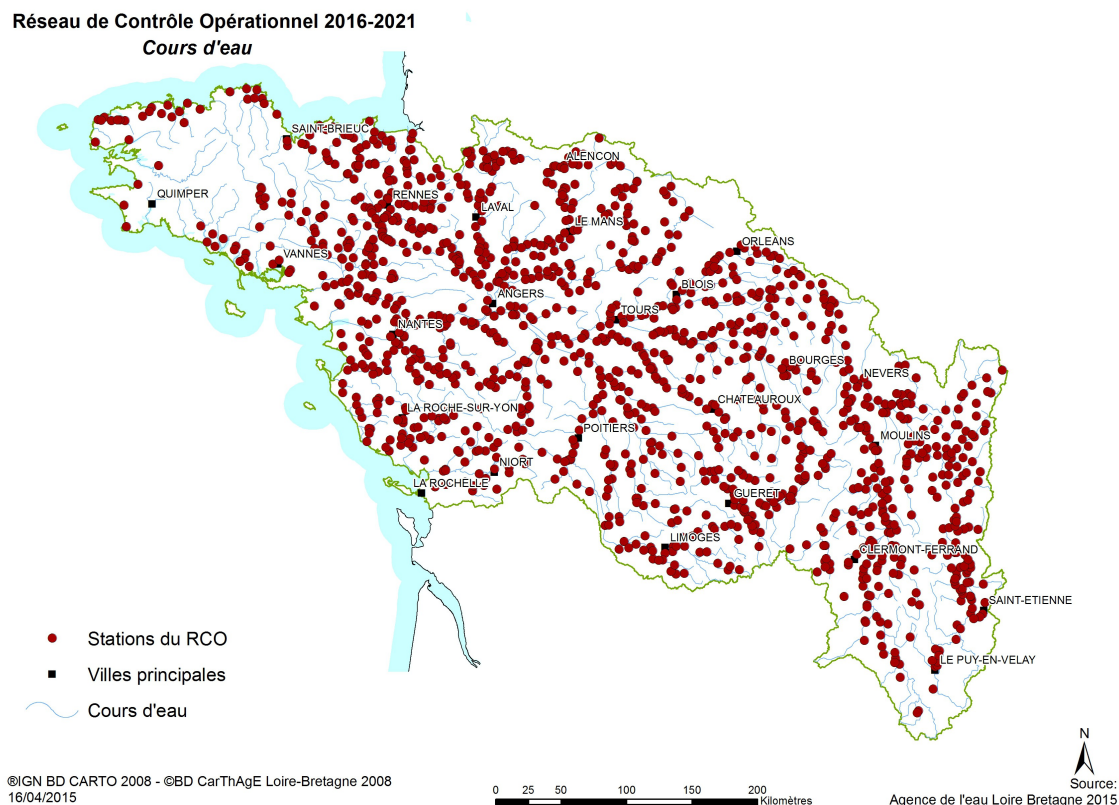 Réseau de Contrôle Opérationnel 2016-2021
Cours d'eau
SAINT-BRIEUC
ALENCON
QUIMPER
RENNES
LAVAL
LE MANS
ORLEANS
VANNES
BLOIS
ANGERS
TOURS
NANTES
BOURGES
NEVERS
LA ROCHE-SUR-YON
CHATEAUROUX
POITIERS
MOULINS
NIORT
LA ROCHELLE
GUERET
LIMOGES
CLERMONT-FERRAND
SAINT-ETIENNE
LE PUY-EN-VELAY
Stations du RCO
Villes principales
Cours d'eau
N
®IGN BD CARTO 2008 - ©BD CarThAgE Loire-Bretagne 2008
16/04/2015
0 25 50 100 150 200
Kilomètres
Source:
Agence de l'eau Loire Bretagne 2015